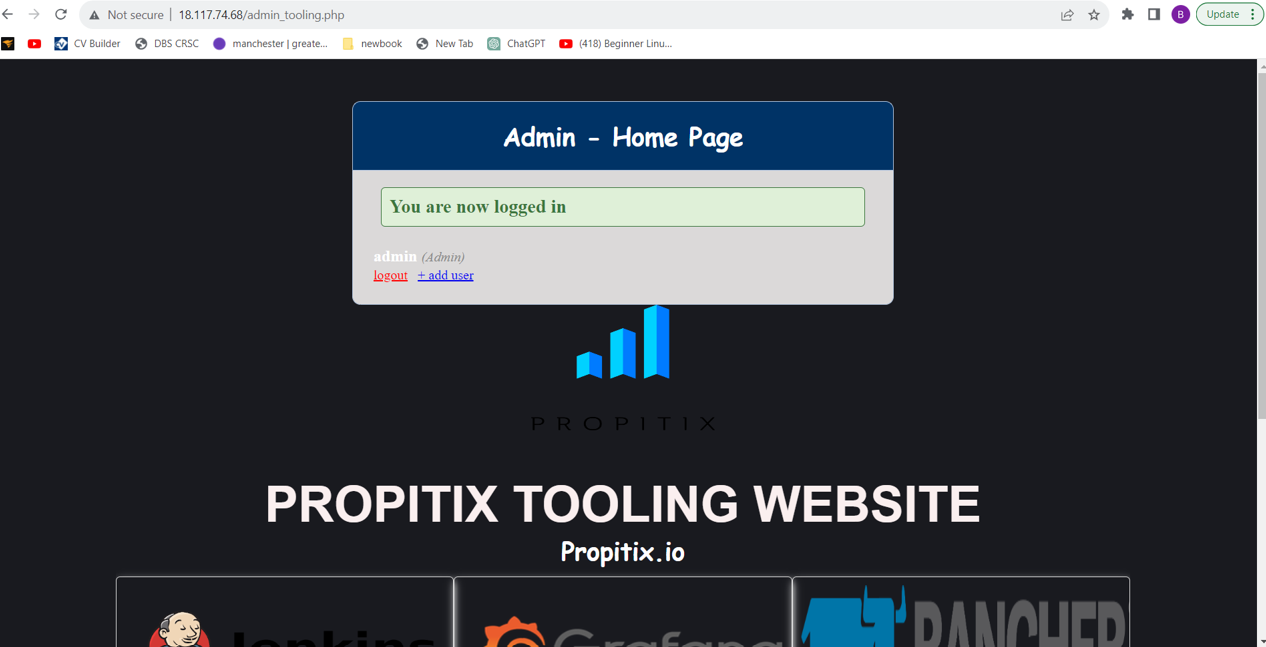 Not secure | 18.117.74.68/admin_tooling.php B Update
CV Builder DBS CRSC manchester | greate... newbook New Tab ChatGPT (418) Beginner Linu...
Admin - Home Page
You are now logged in
admin (Admin)
logout + add user
PROPITIX
PROPITIX TOOLING WEBSITE
Propitix.io
Jenkins Grafana RANCHER